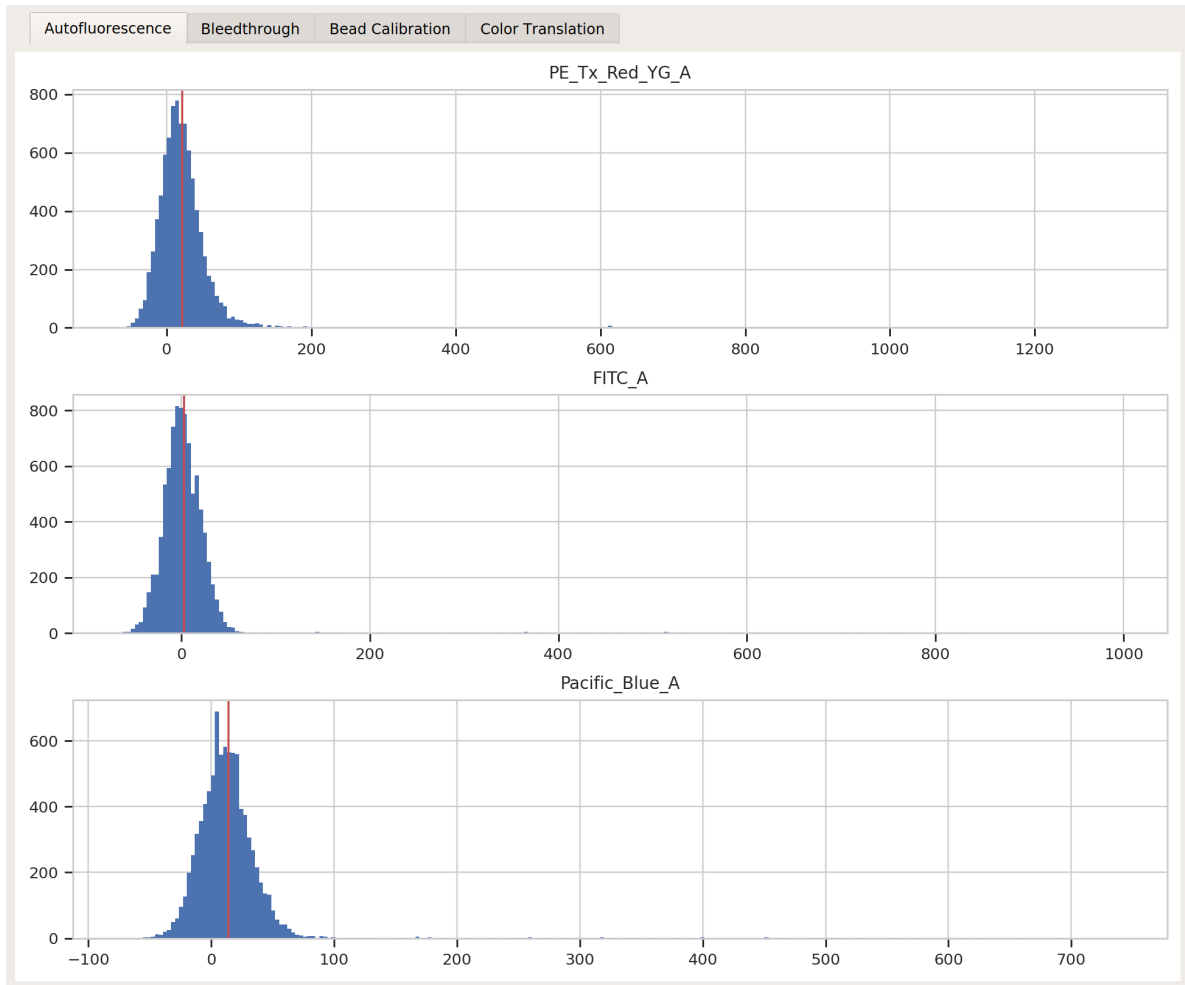 Autofluorescence Bleedthrough Bead Calibration Color Translation
PE_Tx_Red_YG_A
800
600
400
200
0
0 200 400 600 800 1000 1200
FITC_A
800
600
400
200
0
0 200 400 600 800 1000
Pacific_Blue_A
600
400
200
0
−100 0 100 200 300 400 500 600 700